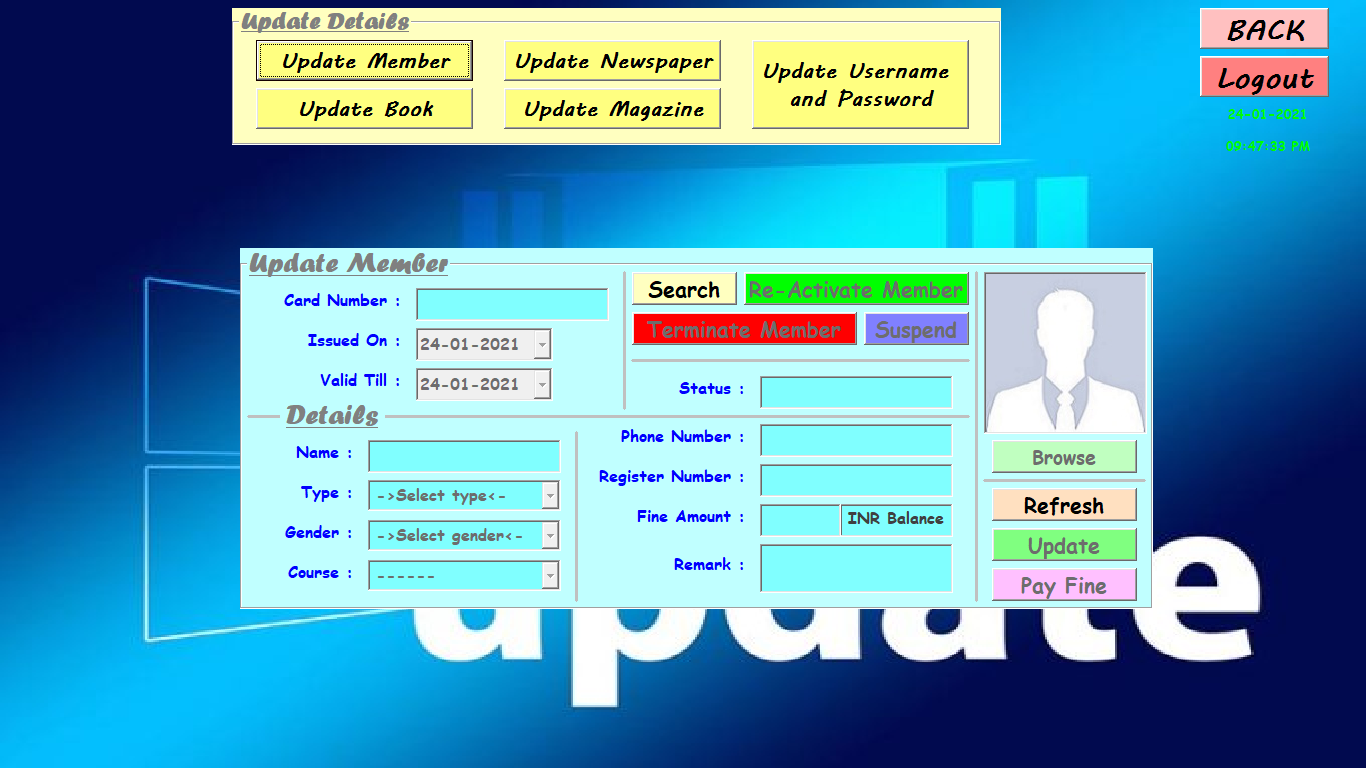 Update Details
Update Member
Update Newspaper
Update Username
and Password
Update Book
Update Magazine
BACK
Logout
24-01-2021
09:47:33 PM
Update Member
Card Number :
Issued On : 24-01-2021
Valid Till : 24-01-2021
Search
Re-Activate Member
Terminate Member
Suspend
Status :
Details
Name :
Type : ->Select type<-
Gender : ->Select gender<-
Course : ------
Phone Number :
Register Number :
Fine Amount : INR Balance
Remark :
Browse
Refresh
Update
Pay Fine
update